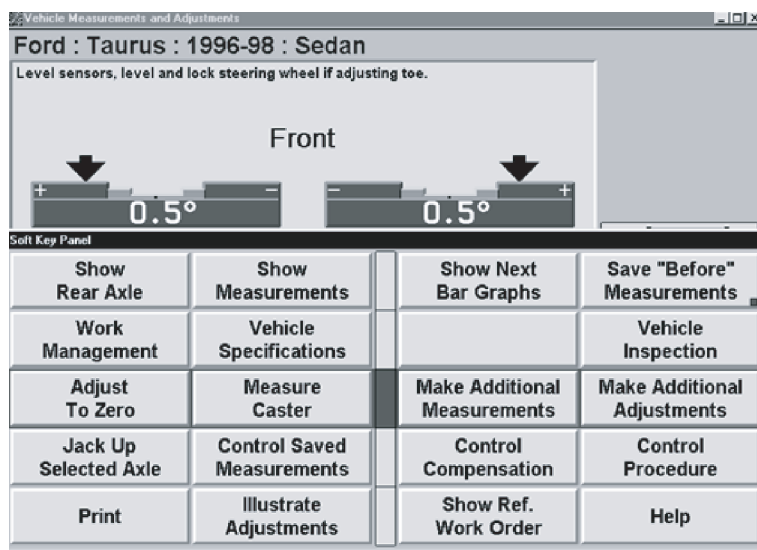 Vehicle Measurements and Adjustments
Ford : Taurus : 1996-98 : Sedan
Level sensors, level and lock steering wheel if adjusting toe.
Front
+ − − +
0.5° 0.5°
Soft Key Panel
Show
Rear Axle
Show
Measurements
Show Next
Bar Graphs
Save "Before"
Measurements
Work
Management
Vehicle
Specifications
Vehicle
Inspection
Adjust
To Zero
Measure
Caster
Make Additional
Measurements
Make Additional
Adjustments
Jack Up
Selected Axle
Control Saved
Measurements
Control
Compensation
Control
Procedure
Print
Illustrate
Adjustments
Show Ref.
Work Order
Help